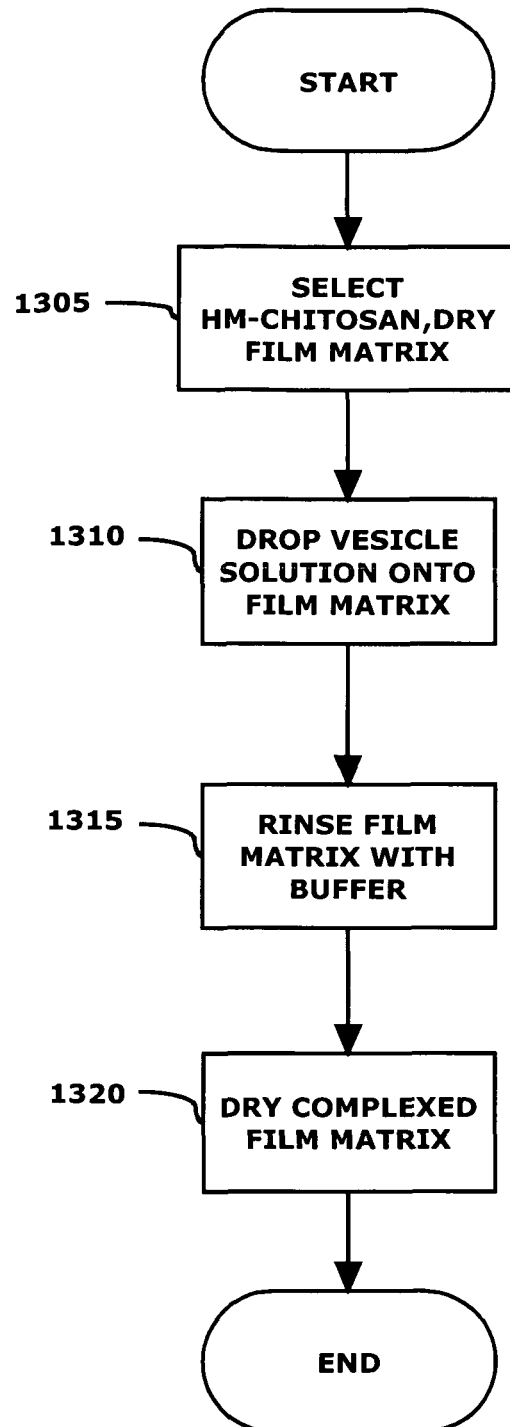 START
1305
SELECT
HM-CHITOSAN,DRY
FILM MATRIX
1310
DROP VESICLE
SOLUTION ONTO
FILM MATRIX
1315
RINSE FILM
MATRIX WITH
BUFFER
1320
DRY COMPLEXED
FILM MATRIX
END